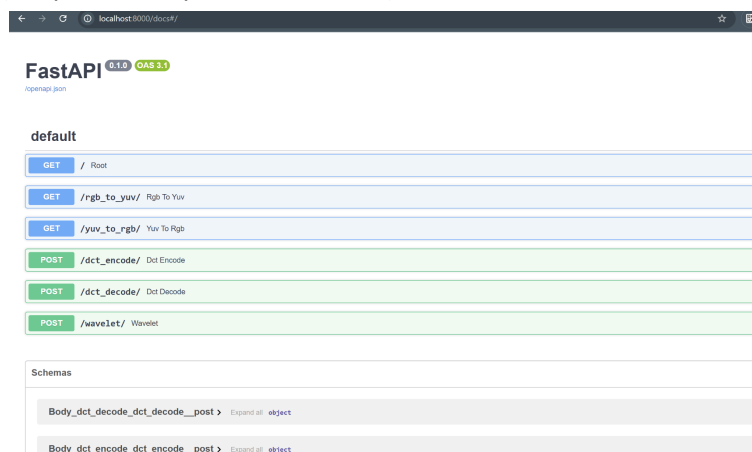 localhost:8000/docs#/
FastAPI 0.1.0 OAS 3.1
/openapi.json
default
GET / Root
GET /rgb_to_yuv/ Rgb To Yuv
GET /yuv_to_rgb/ Yuv To Rgb
POST /dct_encode/ Dct Encode
POST /dct_decode/ Dct Decode
POST /wavelet/ Wavelet
Schemas
Body_dct_decode_dct_decode__post > Expand all object
Body_dct_encode_dct_encode__post > Expand all object